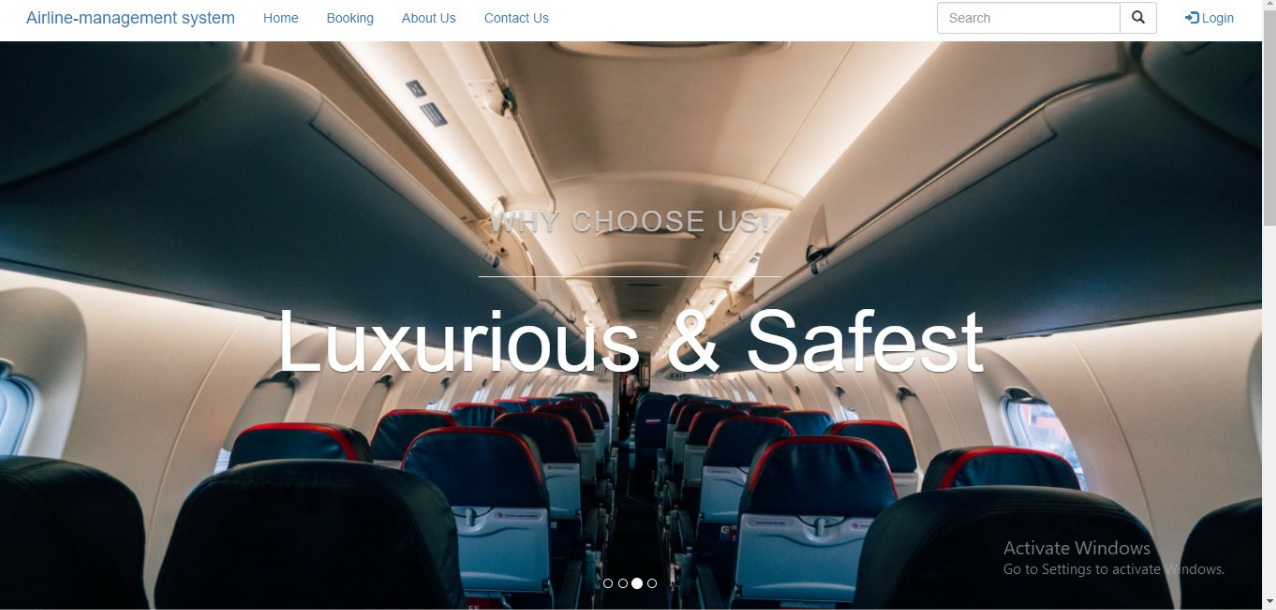 Airline-management system Home Booking About Us Contact Us Search Login
WHY CHOOSE US!
Luxurious & Safest
EXIT
Activate Windows
Go to Settings to activate Windows.